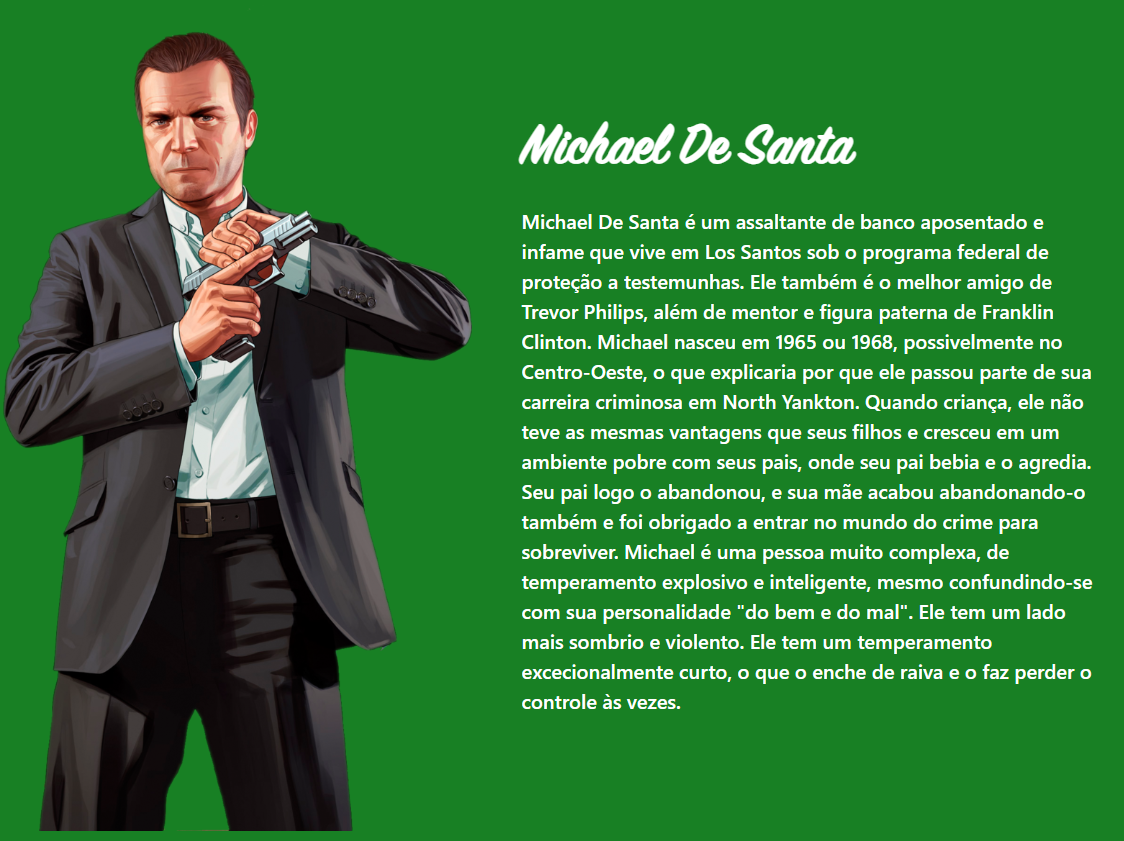 Michael De Santa
Michael De Santa é um assaltante de banco aposentado e
infame que vive em Los Santos sob o programa federal de
proteção a testemunhas. Ele também é o melhor amigo de
Trevor Philips, além de mentor e figura paterna de Franklin
Clinton. Michael nasceu em 1965 ou 1968, possivelmente no
Centro-Oeste, o que explicaria por que ele passou parte de sua
carreira criminosa em North Yankton. Quando criança, ele não
teve as mesmas vantagens que seus filhos e cresceu em um
ambiente pobre com seus pais, onde seu pai bebia e o agredia.
Seu pai logo o abandonou, e sua mãe acabou abandonando-o
também e foi obrigado a entrar no mundo do crime para
sobreviver. Michael é uma pessoa muito complexa, de
temperamento explosivo e inteligente, mesmo confundindo-se
com sua personalidade "do bem e do mal". Ele tem um lado
mais sombrio e violento. Ele tem um temperamento
excecionalmente curto, o que o enche de raiva e o faz perder o
controle às vezes.